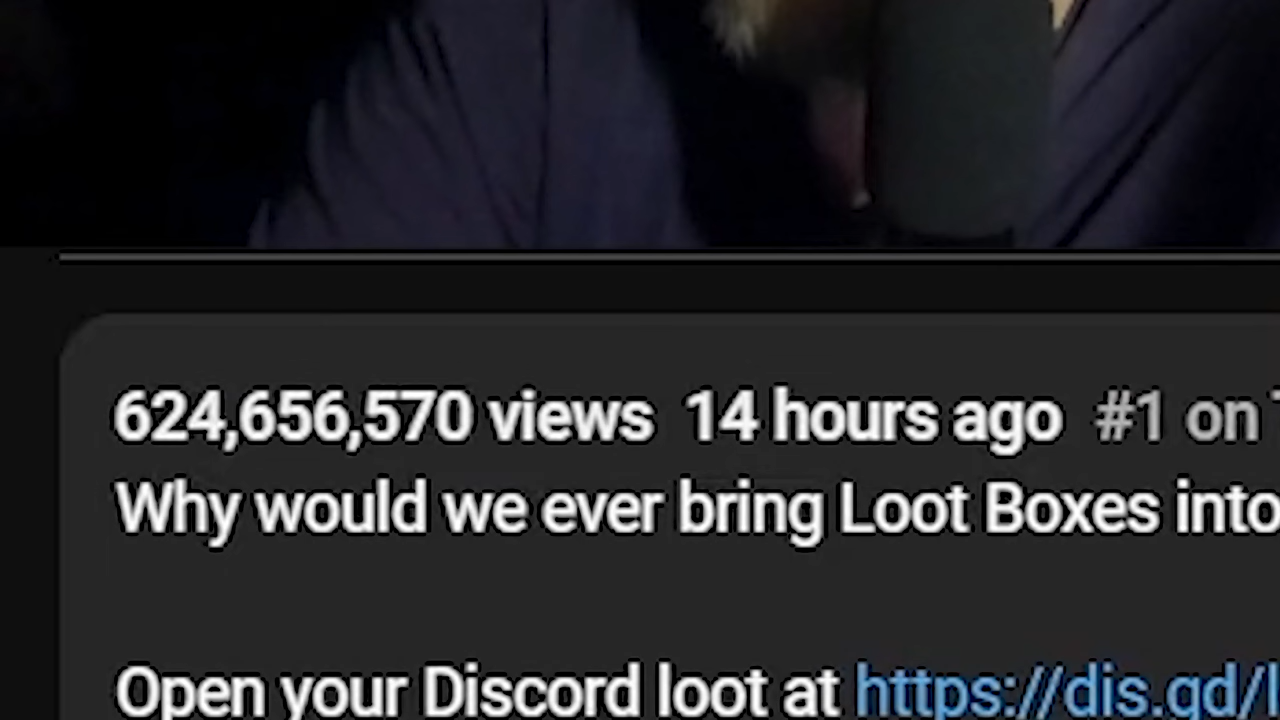 624,656,570 views 14 hours ago #1 on
Why would we ever bring Loot Boxes into
Open your Discord loot at https://dis.gd/l